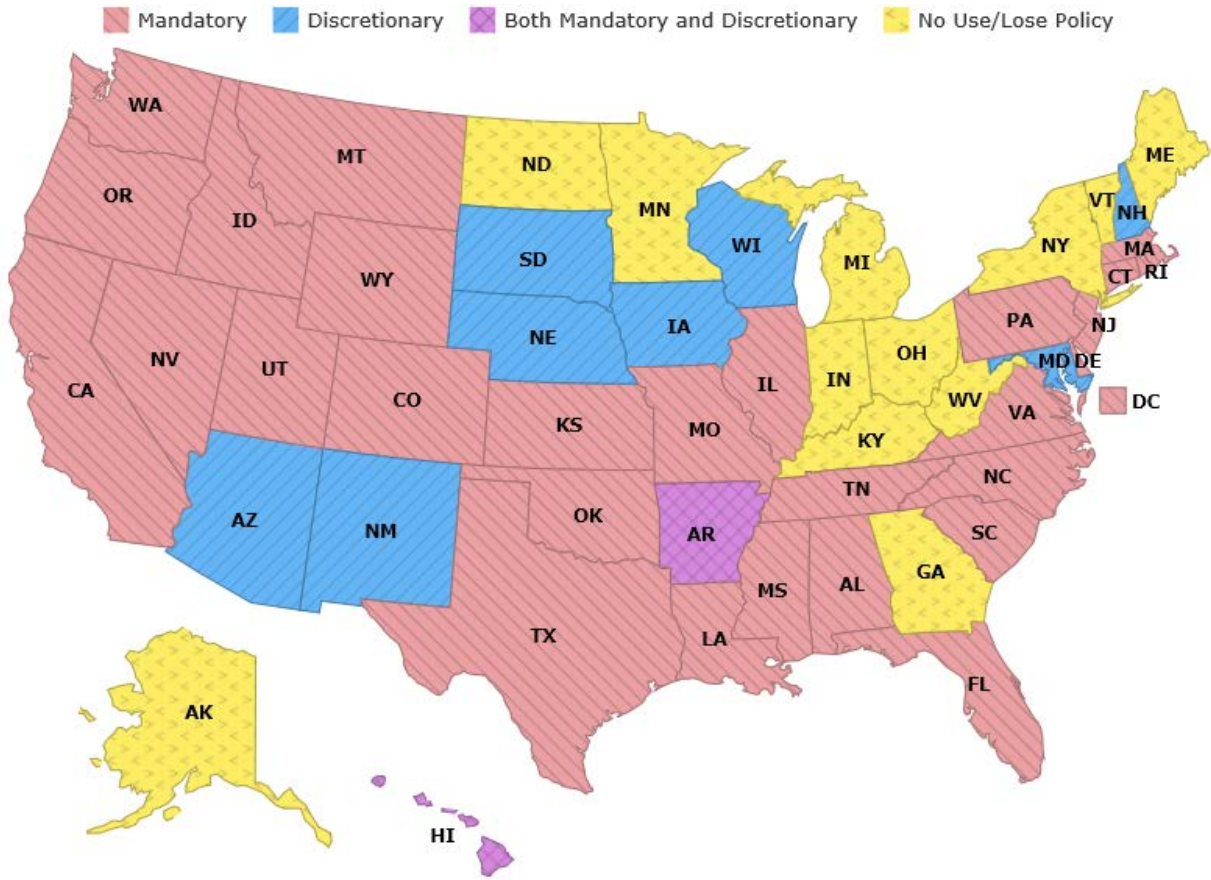 Mandatory Discretionary Both Mandatory and Discretionary No Use/Lose Policy
WA
MT
ND
ME
OR
ID
MN
VT
NH
SD
WI
NY
MA
WY
MI
CT
RI
NE
IA
PA
NJ
NV
UT
CO
IL
IN
OH
MD
DE
CA
KS
MO
WV
VA
DC
KY
AZ
NM
OK
AR
TN
NC
SC
GA
MS
AL
TX
LA
FL
AK
HI